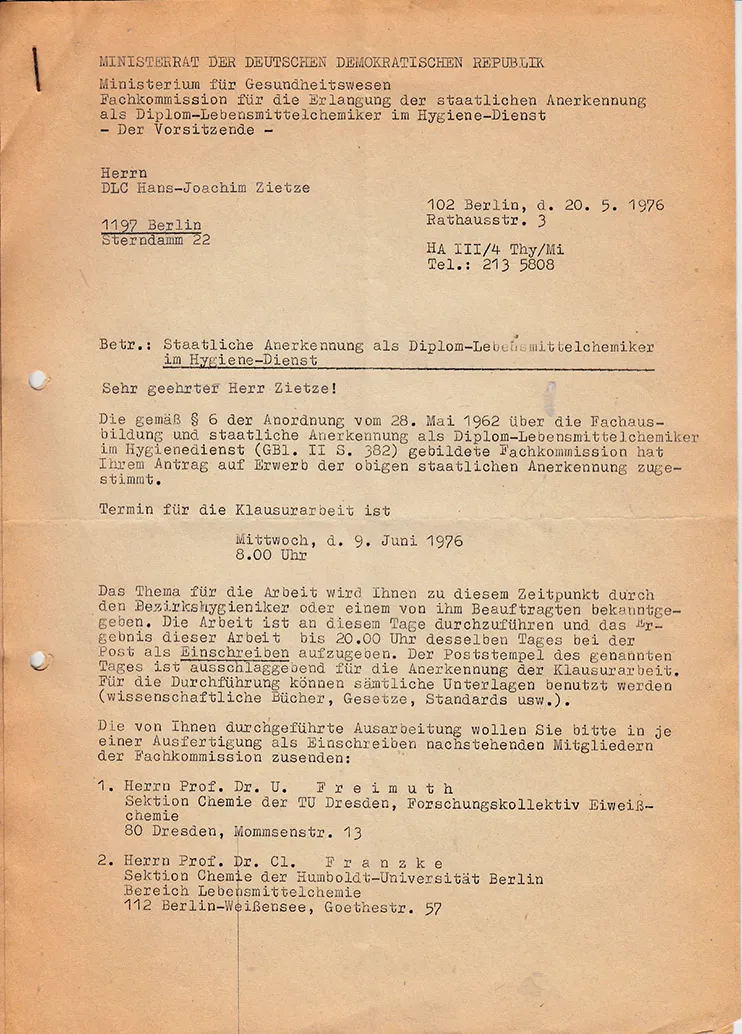 MINISTERRAT DER DEUTSCHEN DEMOKRATISCHEN REPUBLIK
Ministerium für Gesundheitswesen
Fachkommission für die Erlangung der staatlichen Anerkennung
als Diplom-Lebensmittelchemiker im Hygiene-Dienst
- Der Vorsitzende -
Herrn
DLC Hans-Joachim Zietze
102 Berlin, d. 20. 5. 1976
Rathausstr. 3
1197 Berlin
Sterndamm 22
HA III/4 Thy/Mi
Tel.: 213 5808
Betr.: Staatliche Anerkennung als Diplom-Lebensmittelchemiker
im Hygiene-Dienst
Sehr geehrter Herr Zietze!
Die gemäß § 6 der Anordnung vom 28. Mai 1962 über die Fachaus-
bildung und staatliche Anerkennung als Diplom-Lebensmittelchemiker
im Hygienedienst (GBl. II S. 382) gebildete Fachkommission hat
Ihrem Antrag auf Erwerb der obigen staatlichen Anerkennung zuge-
stimmt.
Termin für die Klausurarbeit ist
Mittwoch, d. 9. Juni 1976
8.00 Uhr
Das Thema für die Arbeit wird Ihnen zu diesem Zeitpunkt durch
den Bezirkshygieniker oder einem von ihm Beauftragten bekanntge-
geben. Die Arbeit ist an diesem Tage durchzuführen und das Er-
gebnis dieser Arbeit bis 20.00 Uhr desselben Tages bei der
Post als Einschreiben aufzugeben. Der Poststempel des genannten
Tages ist ausschlaggebend für die Anerkennung der Klausurarbeit.
Für die Durchführung können sämtliche Unterlagen benutzt werden
(wissenschaftliche Bücher, Gesetze, Standards usw.).
Die von Ihnen durchgeführte Ausarbeitung wollen Sie bitte in je
einer Ausfertigung als Einschreiben nachstehenden Mitgliedern
der Fachkommission zusenden:
1. Herrn Prof. Dr. U. F r e i m u t h
Sektion Chemie der TU Dresden, Forschungskollektiv Eiweiß-
chemie
80 Dresden, Mommsenstr. 13
2. Herrn Prof. Dr. Cl. F r a n z k e
Sektion Chemie der Humboldt-Universität Berlin
Bereich Lebensmittelchemie
112 Berlin-Weißensee, Goethestr. 57